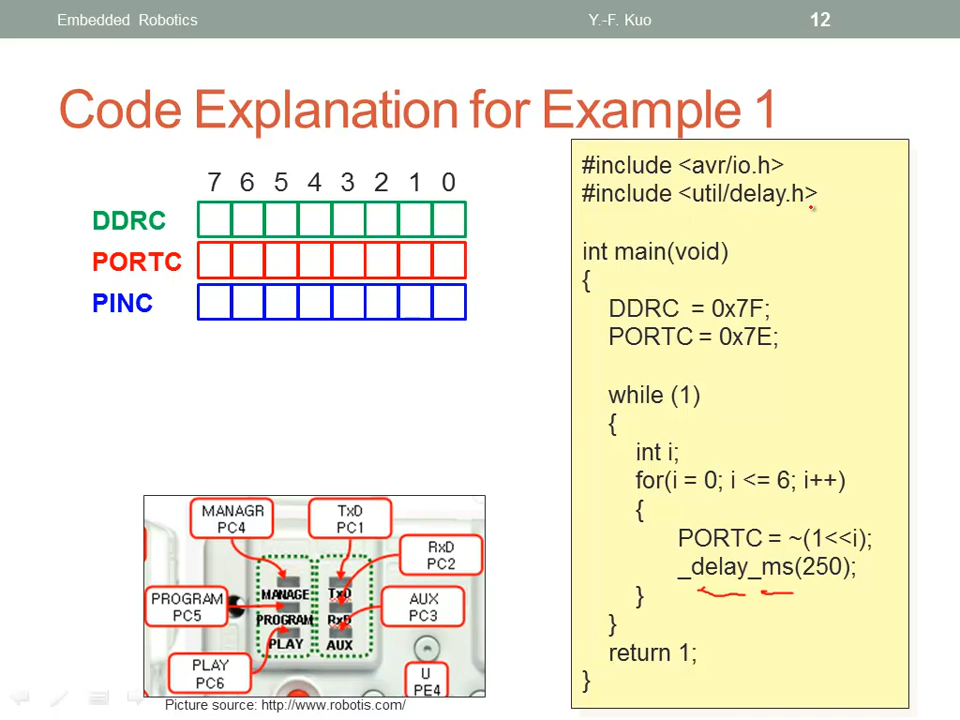 Embedded Robotics
Y.-F. Kuo
12
Code Explanation for Example 1
7 6 5 4 3 2 1 0
DDRC
PORTC
PINC
#include <avr/io.h>
#include <util/delay.h>
int main(void)
{
DDRC = 0x7F;
PORTC = 0x7E;
while (1)
{
int i;
for(i = 0; i <= 6; i++)
{
PORTC = ~(1<<i);
_delay_ms(250);
}
}
return 1;
}
MANAGR
PC4
TxD
PC1
RxD
PC2
PROGRAM
PC5
AUX
PC3
PLAY
PC6
MANAGE
TxD
PROGRAM
RxD
PLAY
AUX
U
PE4
Picture source: http://www.robotis.com/